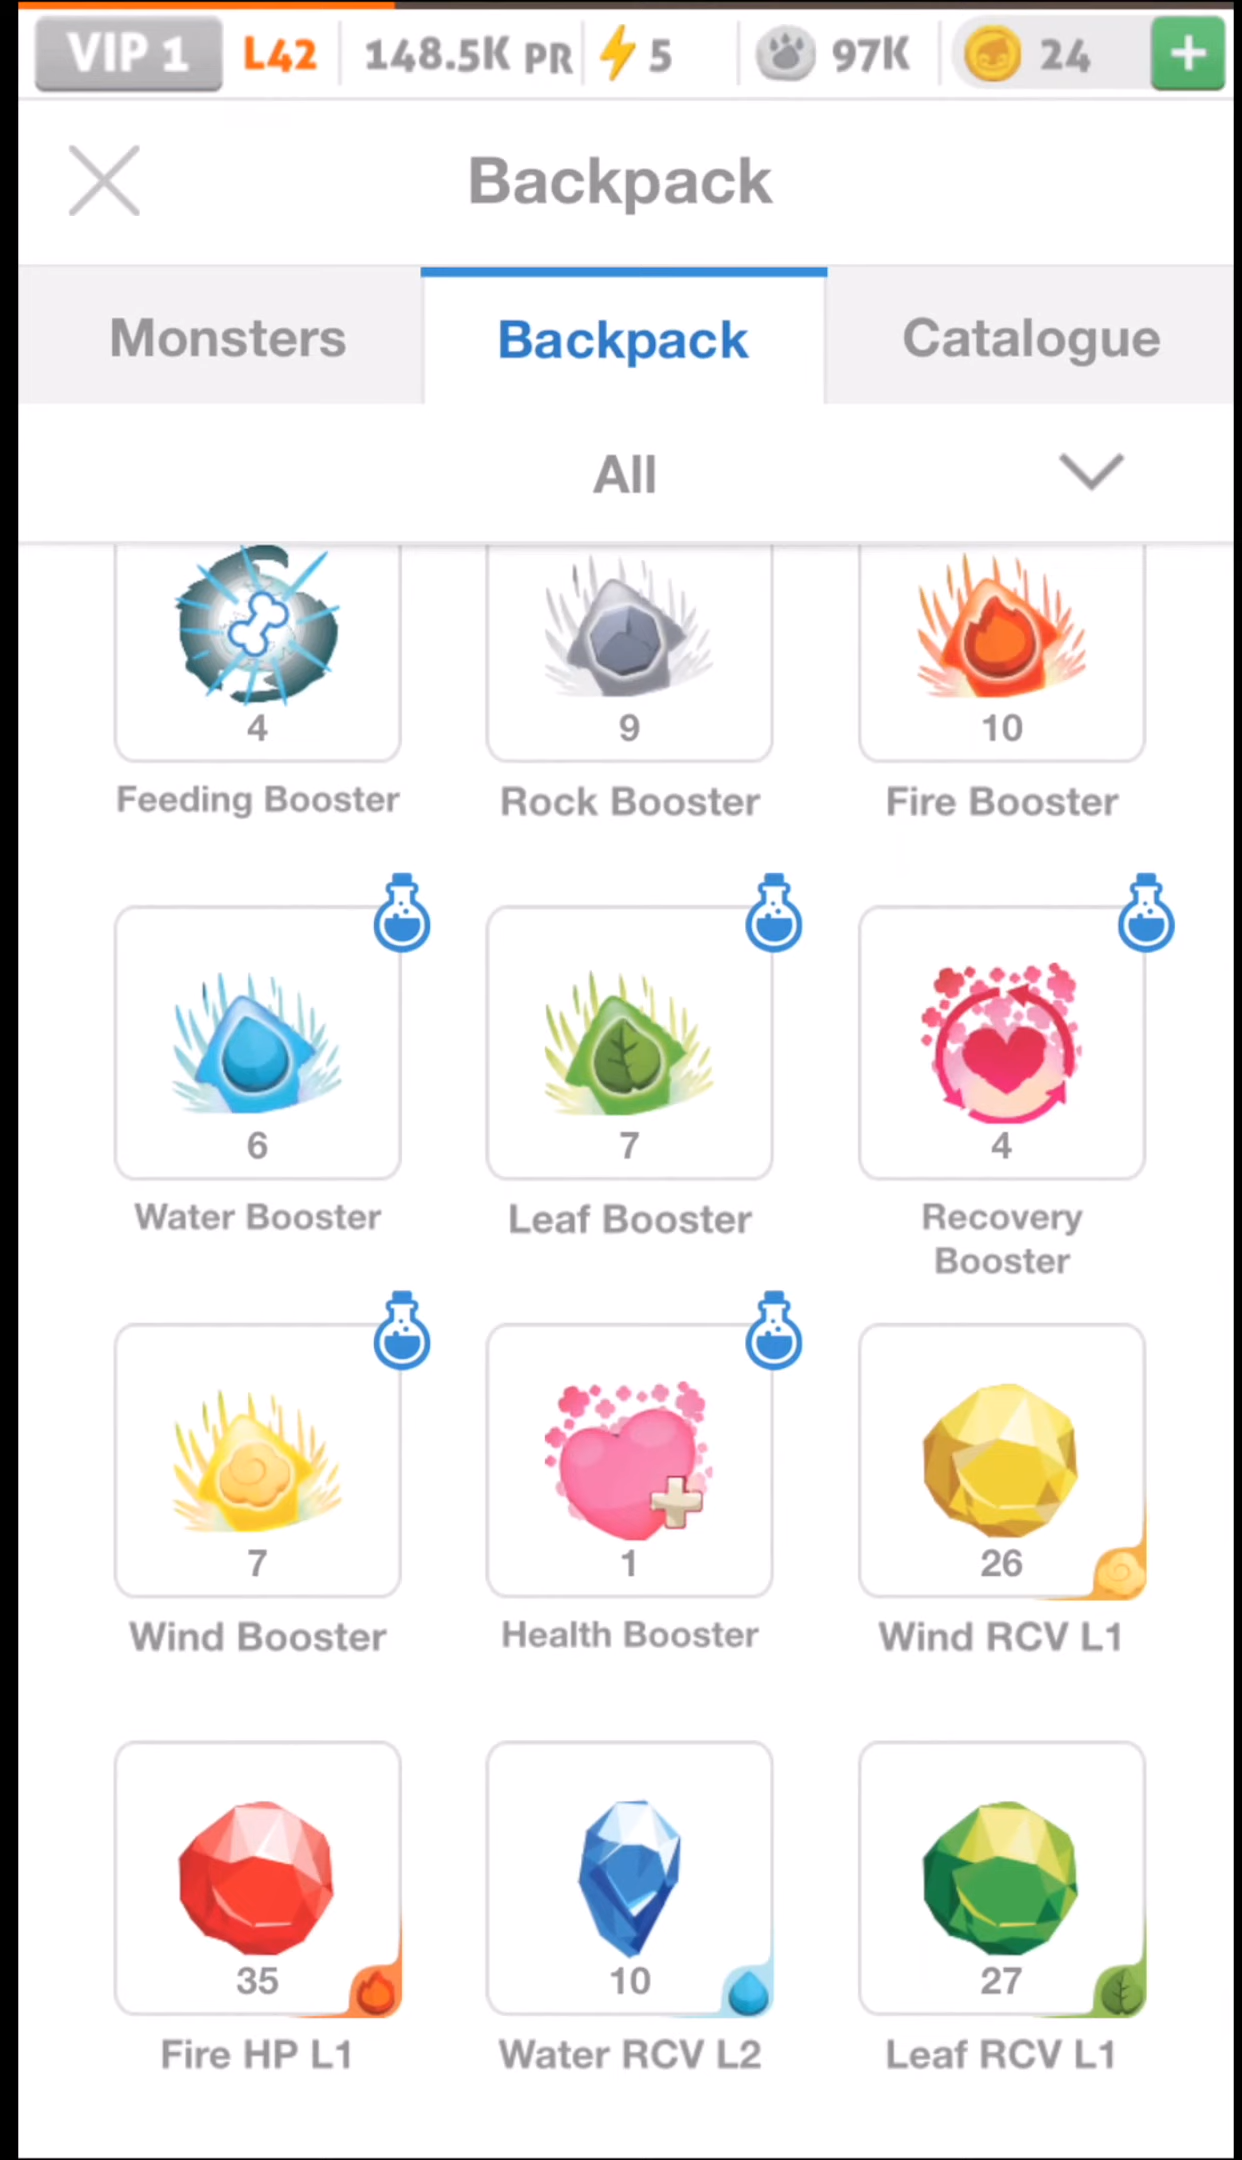 VIP 1 L42 148.5K PR 5 97K 24 +
Backpack
Monsters Backpack Catalogue
All
4 9 10
Feeding Booster Rock Booster Fire Booster
6 7 4
Water Booster Leaf Booster Recovery
Booster
7 1 26
Wind Booster Health Booster Wind RCV L1
35 10 27
Fire HP L1 Water RCV L2 Leaf RCV L1